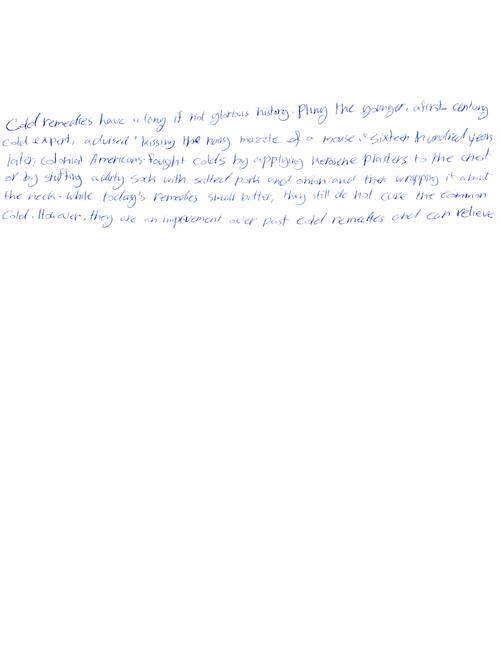 Cold remedies have a long if not glorious history. Pliny the younger, a first century
cold expert, advised "kissing the hairy muzzle of a mouse." Sixteen hundred years
later, Colonial Americans fought colds by applying kerosene plasters to the chest
or by stuffing a dirty sock with salted pork and onion and then wrapping it about
the neck. While today's remedies small better, they still do not cure the common
Cold. However, they are an improvement over past cold remedies and can relieve